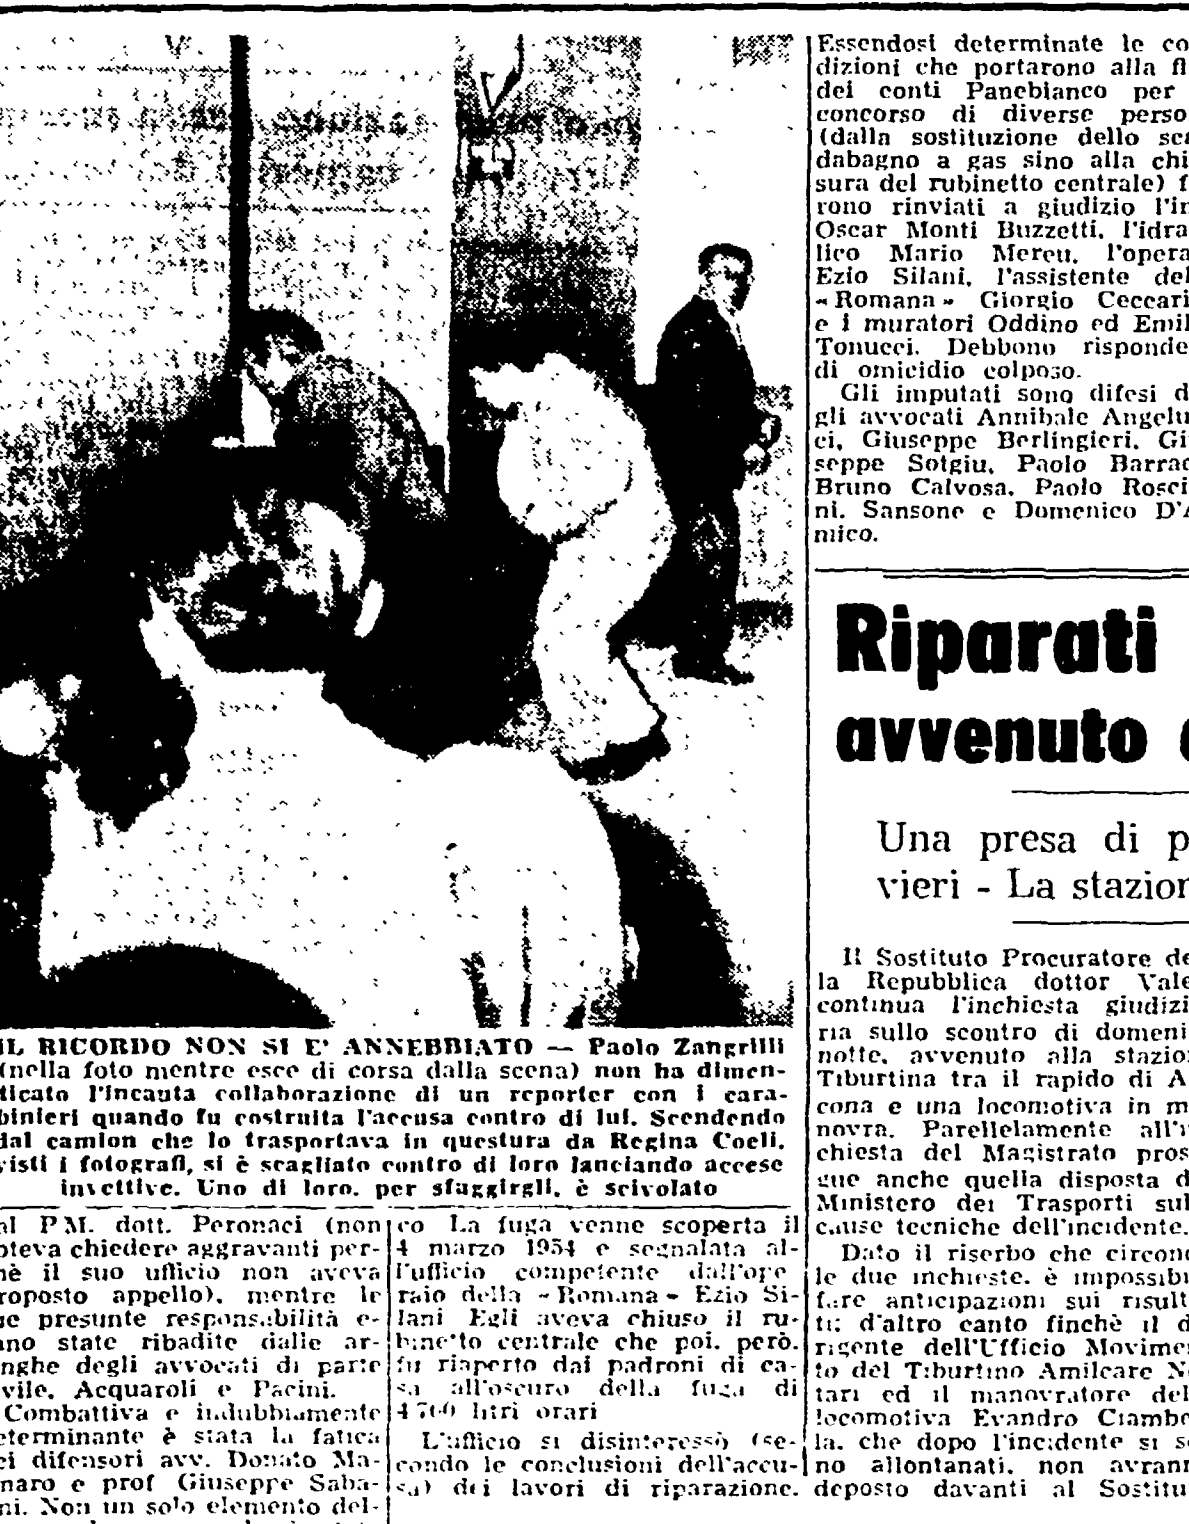 IL RICORDO NON SI E' ANNEBBIATO — Paolo Zangrilli
(nella foto mentre esce di corsa dalla scena) non ha dimen-
ticato l'incauta collaborazione di un reporter con i cara-
binieri quando fu costruita l'accusa contro di lui. Scendendo
dal camion che lo trasportava in questura da Regina Coeli,
visti i fotografi, si è scagliato contro di loro lanciando accese
invettive. Uno di loro, per sfuggirgli, è scivolato
al P.M. dott. Peronaci (non
oteva chiedere aggravanti per-
hè il suo ufficio non aveva
roposto appello), mentre le
ue presunte responsabilità e-
ano state ribadite dalle ar-
nghe degli avvocati di parte
vile, Acquaroli e Pacini.
Combattiva e indubbiamente
eterminante è stata la fatica
ei difensori avv. Donato Ma-
naro e prof Giuseppe Saba-
ni. Non un solo elemento del-
co La fuga venne scoperta il
4 marzo 1954 e segnalata al-
l'ufficio competente dall'ope
raio della «Romana» Ezio Si-
lani Egli aveva chiuso il ru-
binetto centrale che poi, però,
fu riaperto dai padroni di ca-
sa all'oscuro della fuga di
4760 litri orari
L'ufficio si disinteressò (se-
condo le conclusioni dell'accu-
sa) dei lavori di riparazione.
Essendosi determinate le co
dizioni che portarono alla fi
dei conti Panebianco per
concorso di diverse perso
(dalla sostituzione dello sca
dabagno a gas sino alla chi
sura del rubinetto centrale) f
rono rinviati a giudizio l'in
Oscar Monti Buzzetti, l'idra
lico Mario Mereu, l'opera
Ezio Silani, l'assistente del
«Romana» Giorgio Ceccari
e i muratori Oddino ed Emil
Tonucci. Debbono risponde
di omicidio colposo.
Gli imputati sono difesi d
gli avvocati Annibale Angelu
ci, Giuseppe Berlingieri, Gi
seppe Sotgiu, Paolo Barrac
Bruno Calvosa, Paolo Rosci
ni, Sansone e Domenico D'A
mico.
Riparati
avvenuto
Una presa di p
vieri - La stazion
Il Sostituto Procuratore de
la Repubblica dottor Vale
continua l'inchiesta giudizi
ria sullo scontro di domeni
notte, avvenuto alla stazion
Tiburtina tra il rapido di A
cona e una locomotiva in m
novra. Parellelamente all'i
chiesta del Magistrato pros
gue anche quella disposta d
Ministero dei Trasporti sul
cause tecniche dell'incidente.
Dato il riserbo che circond
le due inchieste, è impossibi
fare anticipazioni sui risult
ti; d'altro canto finchè il d
rigente dell'Ufficio Movime
to del Tiburtino Amilcare N
tari ed il manovratore del
locomotiva Evandro Ciambe
la, che dopo l'incidente si s
no allontanati, non avrann
deposto davanti al Sostitu